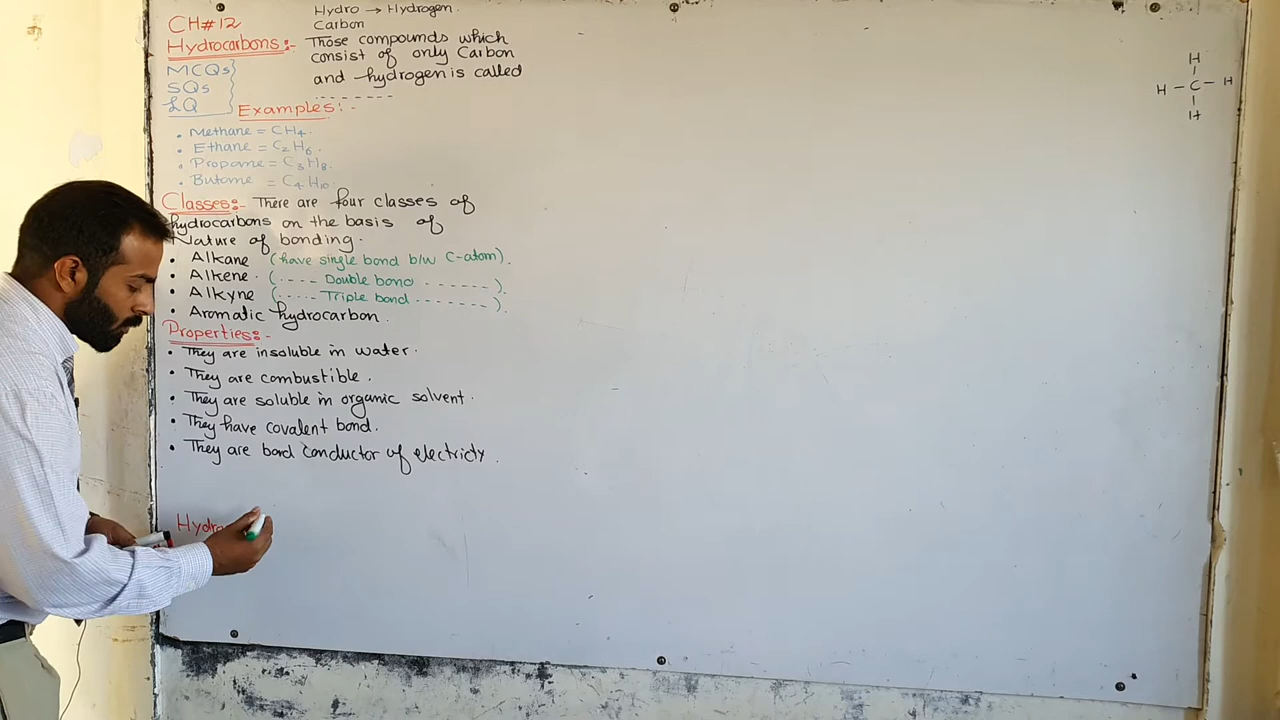 CH#12
Hydro → Hydrogen.
Carbon
Hydrocarbons:- Those compounds which
consist of only Carbon
and hydrogen is called
--------
MCQs
SQs
LQ
Examples:-
• Methane = CH4.
• Ethane = C2H6.
• Propane = C3H8.
• Butane = C4H10.
Classes:- There are four classes of
hydrocarbons on the basis of
Nature of bonding.
• Alkane (have single bond b/w C-atom).
• Alkene. (---- Double bond ------).
• Alkyne (---- Triple bond -------).
• Aromatic hydrocarbon.
Properties:-
• They are insoluble in water.
• They are combustible.
• They are soluble in organic solvent.
• They have covalent bond.
• They are bad conductor of electricty.
Hydro
H
H - C - H
H